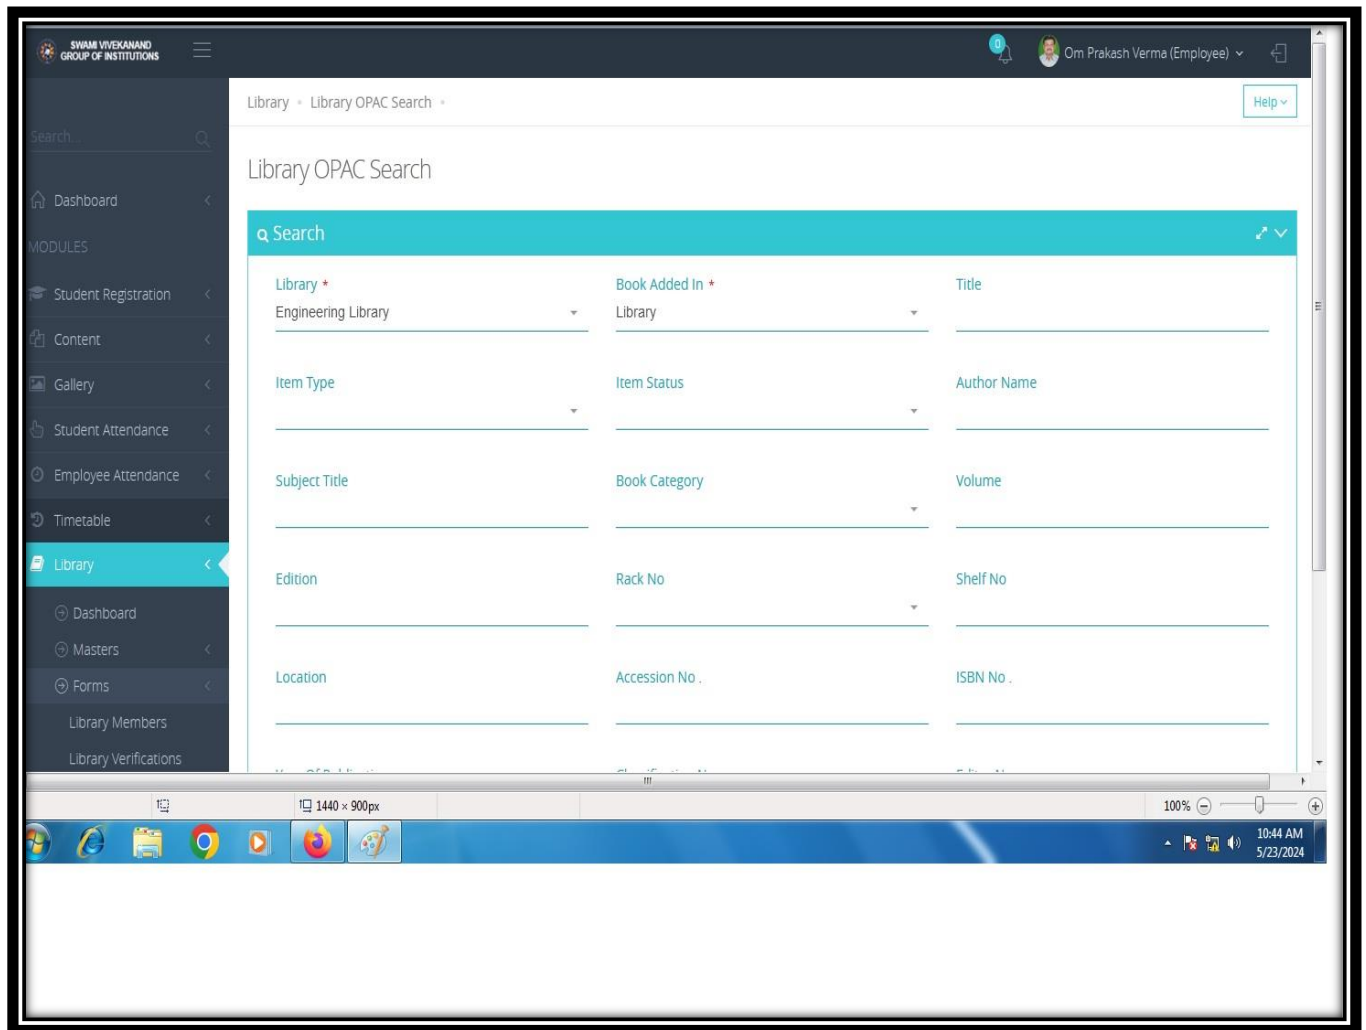 SWAMI VIVEKANAND
GROUP OF INSTITUTIONS
0
Om Prakash Verma (Employee)
Library
Library OPAC Search
Help
Search...
Library OPAC Search
Dashboard
MODULES
Search
Student Registration
Content
Gallery
Student Attendance
Employee Attendance
Timetable
Library
Dashboard
Masters
Forms
Library Members
Library Verifications
Library * Book Added In * Title
Engineering Library Library
Item Type Item Status Author Name
Subject Title Book Category Volume
Edition Rack No Shelf No
Location Accession No . ISBN No .
1440 × 900px
100%
10:44 AM
5/23/2024